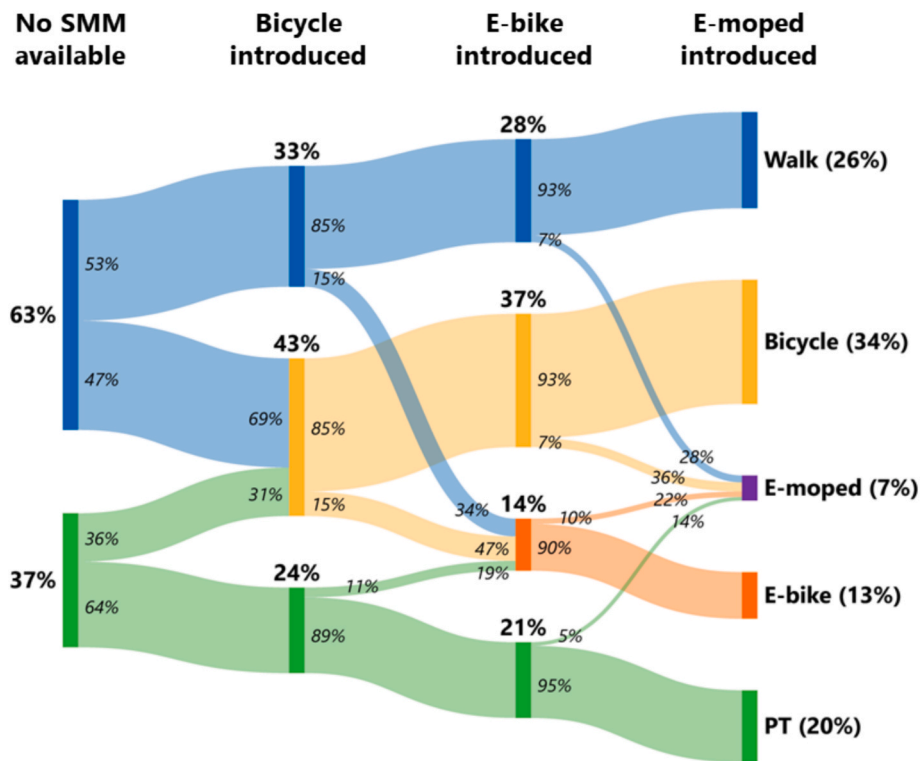 No SMM
available
Bicycle
introduced
E-bike
introduced
E-moped
introduced
28%
33%
Walk (26%)
93%
85%
7%
53%
15%
37%
63%
43%
Bicycle (34%)
47%
93%
69%
85%
7%
28%
36%
31%
E-moped (7%)
22%
15%
34%
14%
10%
14%
36%
47%
90%
37%
24%
11%
19%
E-bike (13%)
64%
21%
89%
5%
95%
PT (20%)